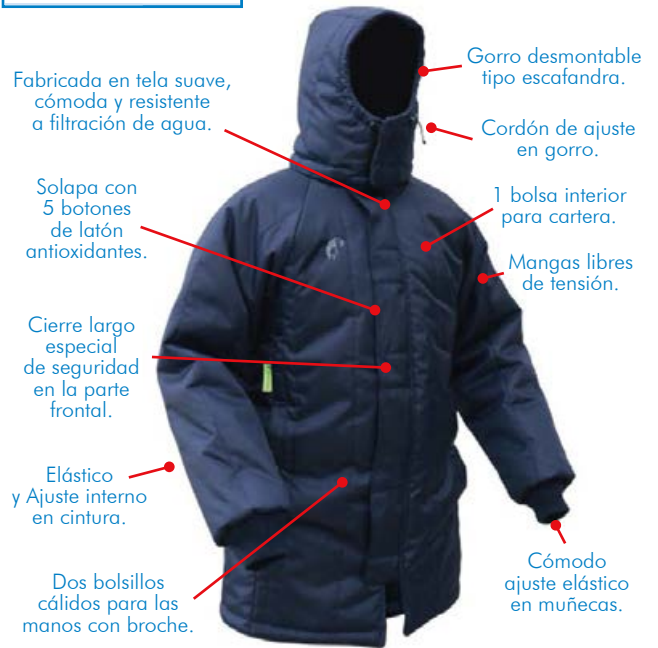 Fabricada en tela suave,
cómoda y resistente
a filtración de agua.
Solapa con
5 botones
de latón
antioxidantes.
Cierre largo
especial
de seguridad
en la parte
frontal.
Elástico
y Ajuste interno
en cintura.
Dos bolsillos
cálidos para las
manos con broche.
Gorro desmontable
tipo escafandra.
Cordón de ajuste
en gorro.
1 bolsa interior
para cartera.
Mangas libres
de tensión.
Cómodo
ajuste elástico
en muñecas.